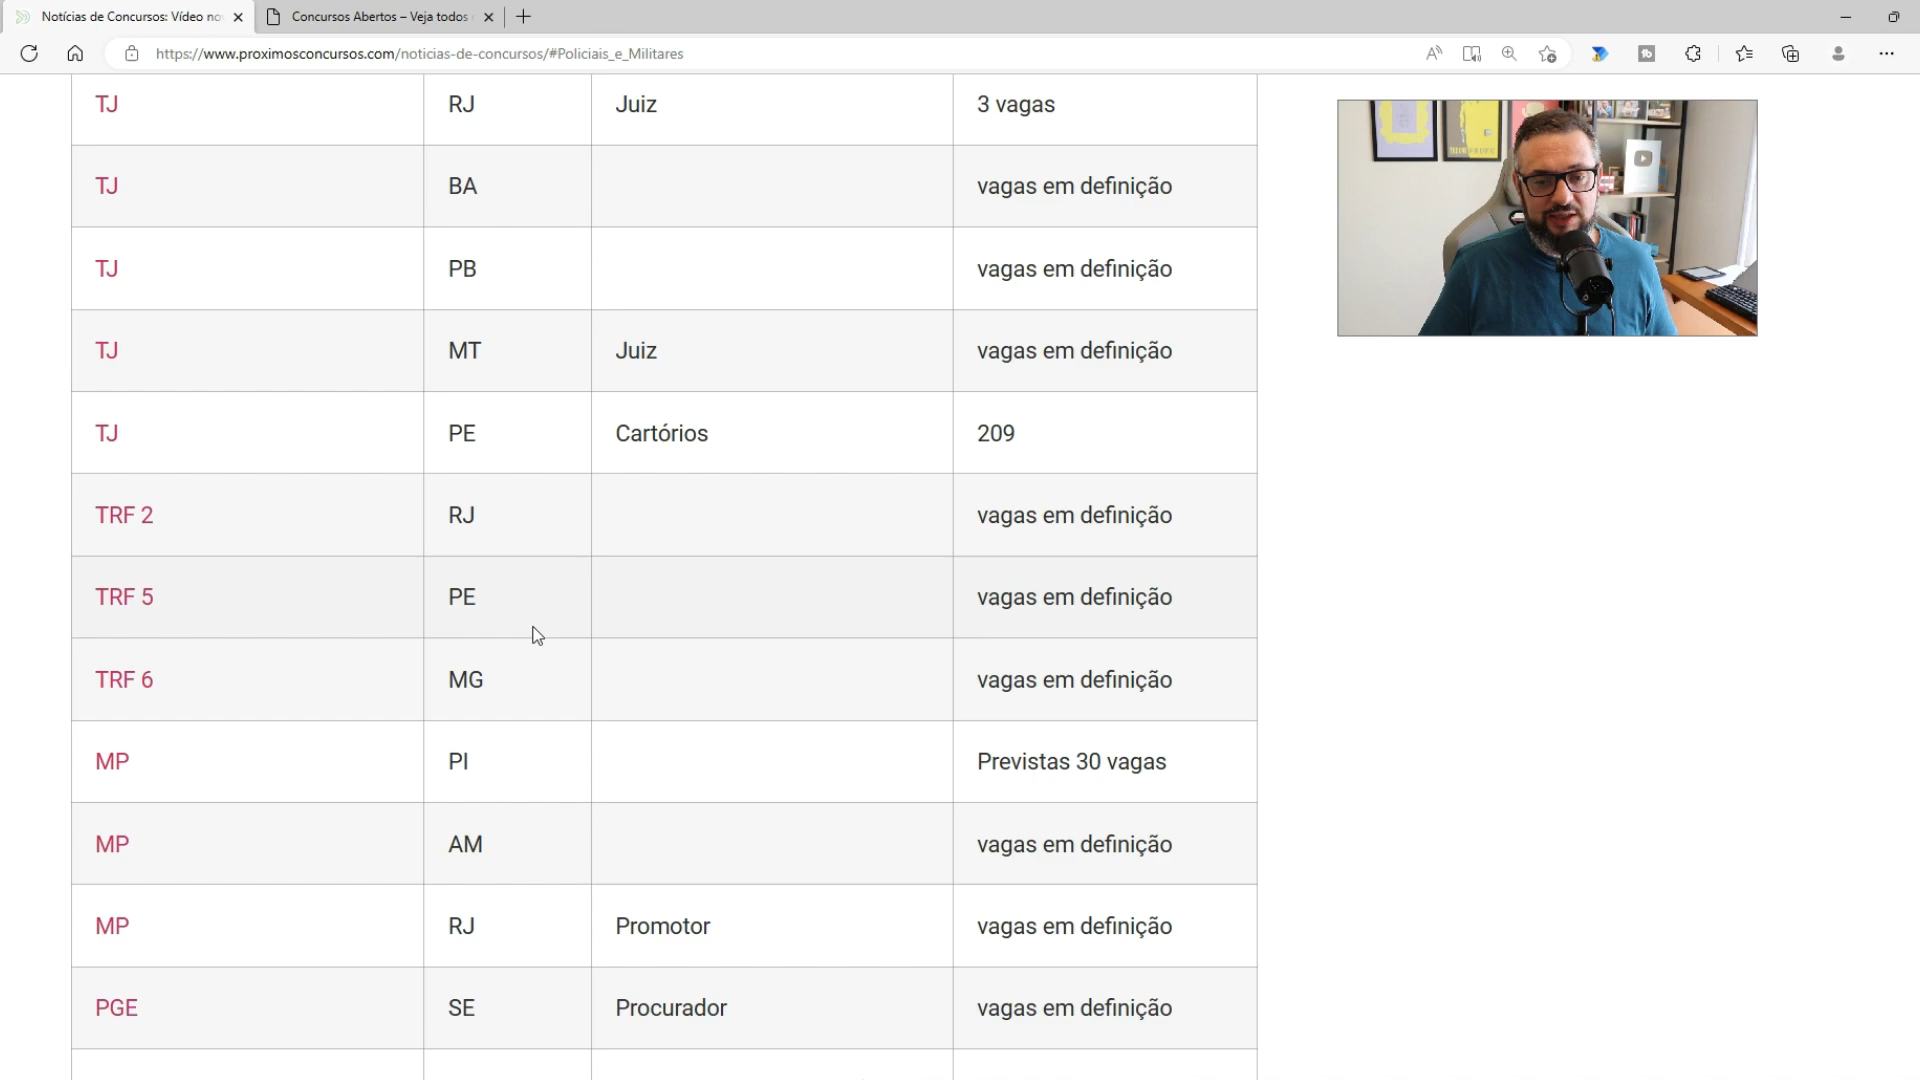 Notícias de Concursos: Vídeo no
Concursos Abertos – Veja todos
https://www.proximosconcursos.com/noticias-de-concursos/#Policiais_e_Militares
TJ RJ Juiz 3 vagas
TJ BA vagas em definição
TJ PB vagas em definição
TJ MT Juiz vagas em definição
TJ PE Cartórios 209
TRF 2 RJ vagas em definição
TRF 5 PE vagas em definição
TRF 6 MG vagas em definição
MP PI Previstas 30 vagas
MP AM vagas em definição
MP RJ Promotor vagas em definição
PGE SE Procurador vagas em definição